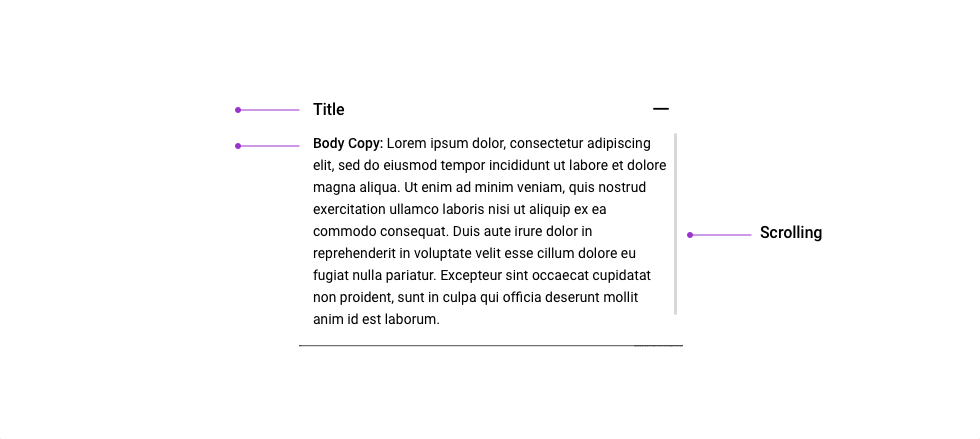 Title
Body Copy: Lorem ipsum dolor, consectetur adipiscing
elit, sed do eiusmod tempor incididunt ut labore et dolore
magna aliqua. Ut enim ad minim veniam, quis nostrud
exercitation ullamco laboris nisi ut aliquip ex ea
commodo consequat. Duis aute irure dolor in
reprehenderit in voluptate velit esse cillum dolore eu
fugiat nulla pariatur. Excepteur sint occaecat cupidatat
non proident, sunt in culpa qui officia deserunt mollit
anim id est laborum.
Scrolling